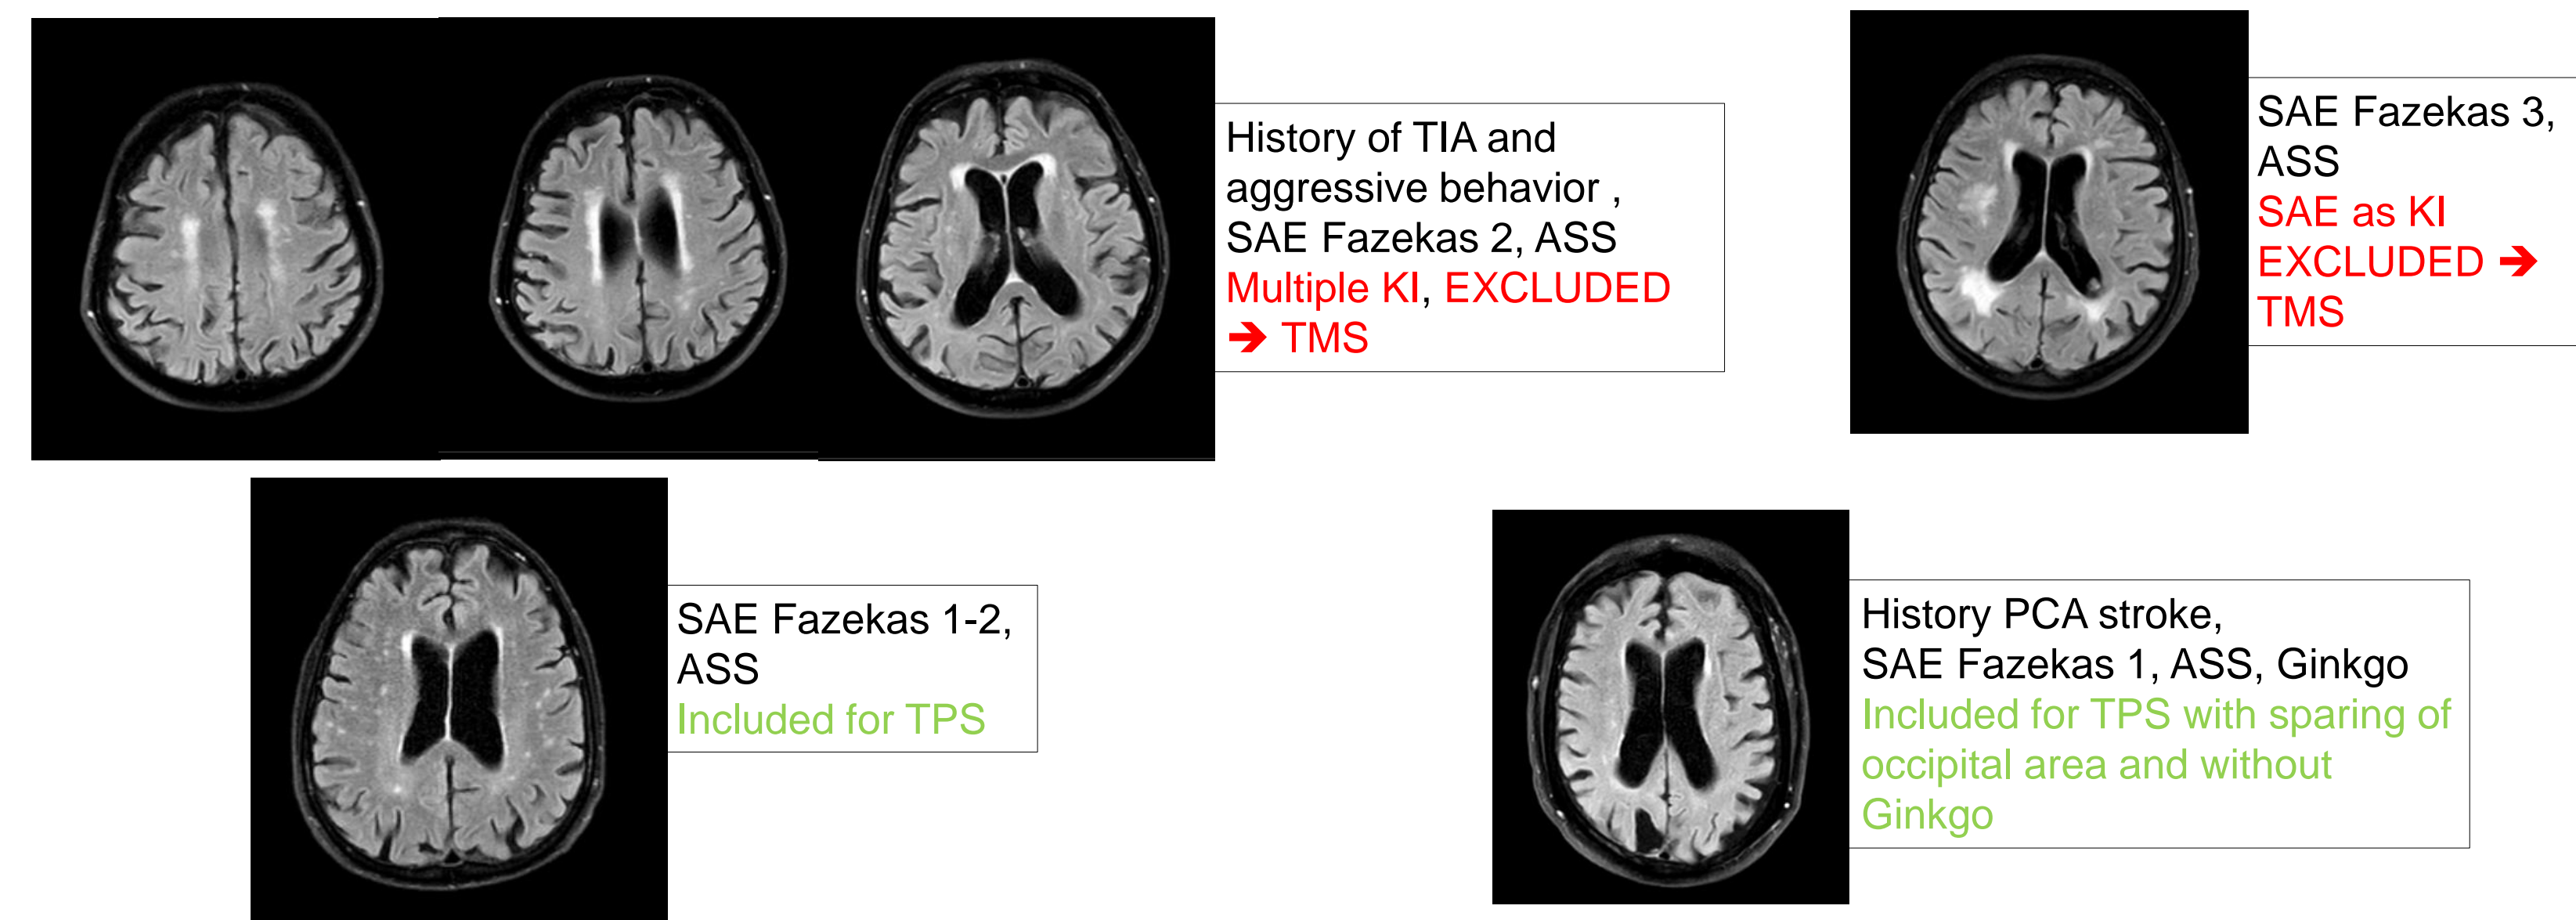 History of TIA and
aggressive behavior ,
SAE Fazekas 2, ASS
Multiple KI, EXCLUDED
➔ TMS
SAE Fazekas 3,
ASS
SAE as KI
EXCLUDED ➔
TMS
SAE Fazekas 1-2,
ASS
Included for TPS
History PCA stroke,
SAE Fazekas 1, ASS, Ginkgo
Included for TPS with sparing of
occipital area and without
Ginkgo